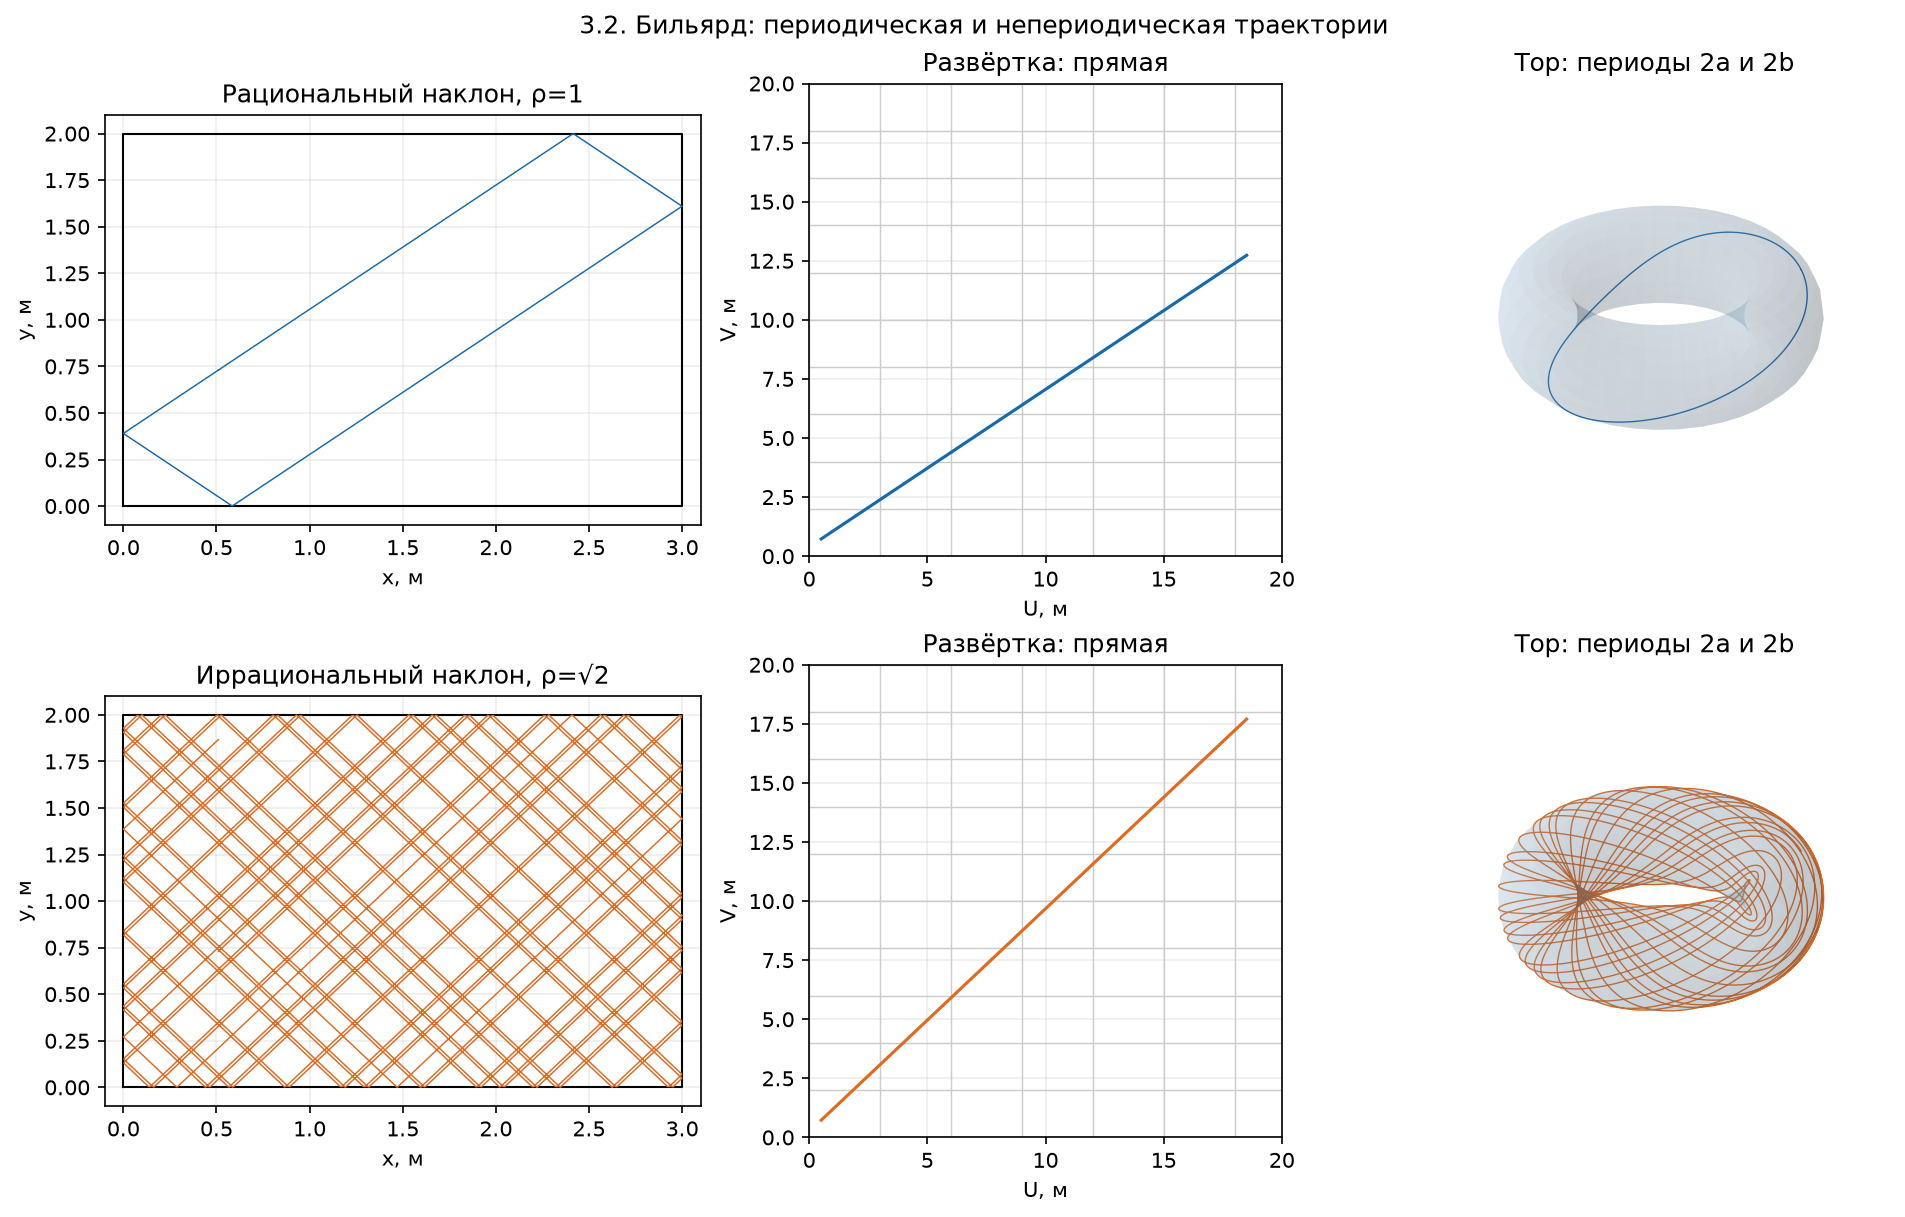 3.2. Бильярд: периодическая и непериодическая траектории
Рациональный наклон, ρ=1
2.00
1.75
1.50
1.25
1.00
0.75
0.50
0.25
0.00
y, м
0.0 0.5 1.0 1.5 2.0 2.5 3.0
x, м
Развёртка: прямая
20.0
17.5
15.0
12.5
10.0
7.5
5.0
2.5
0.0
V, м
0 5 10 15 20
U, м
Тор: периоды 2a и 2b
Иррациональный наклон, ρ=√2
2.00
1.75
1.50
1.25
1.00
0.75
0.50
0.25
0.00
y, м
0.0 0.5 1.0 1.5 2.0 2.5 3.0
x, м
Развёртка: прямая
20.0
17.5
15.0
12.5
10.0
7.5
5.0
2.5
0.0
V, м
0 5 10 15 20
U, м
Тор: периоды 2a и 2b